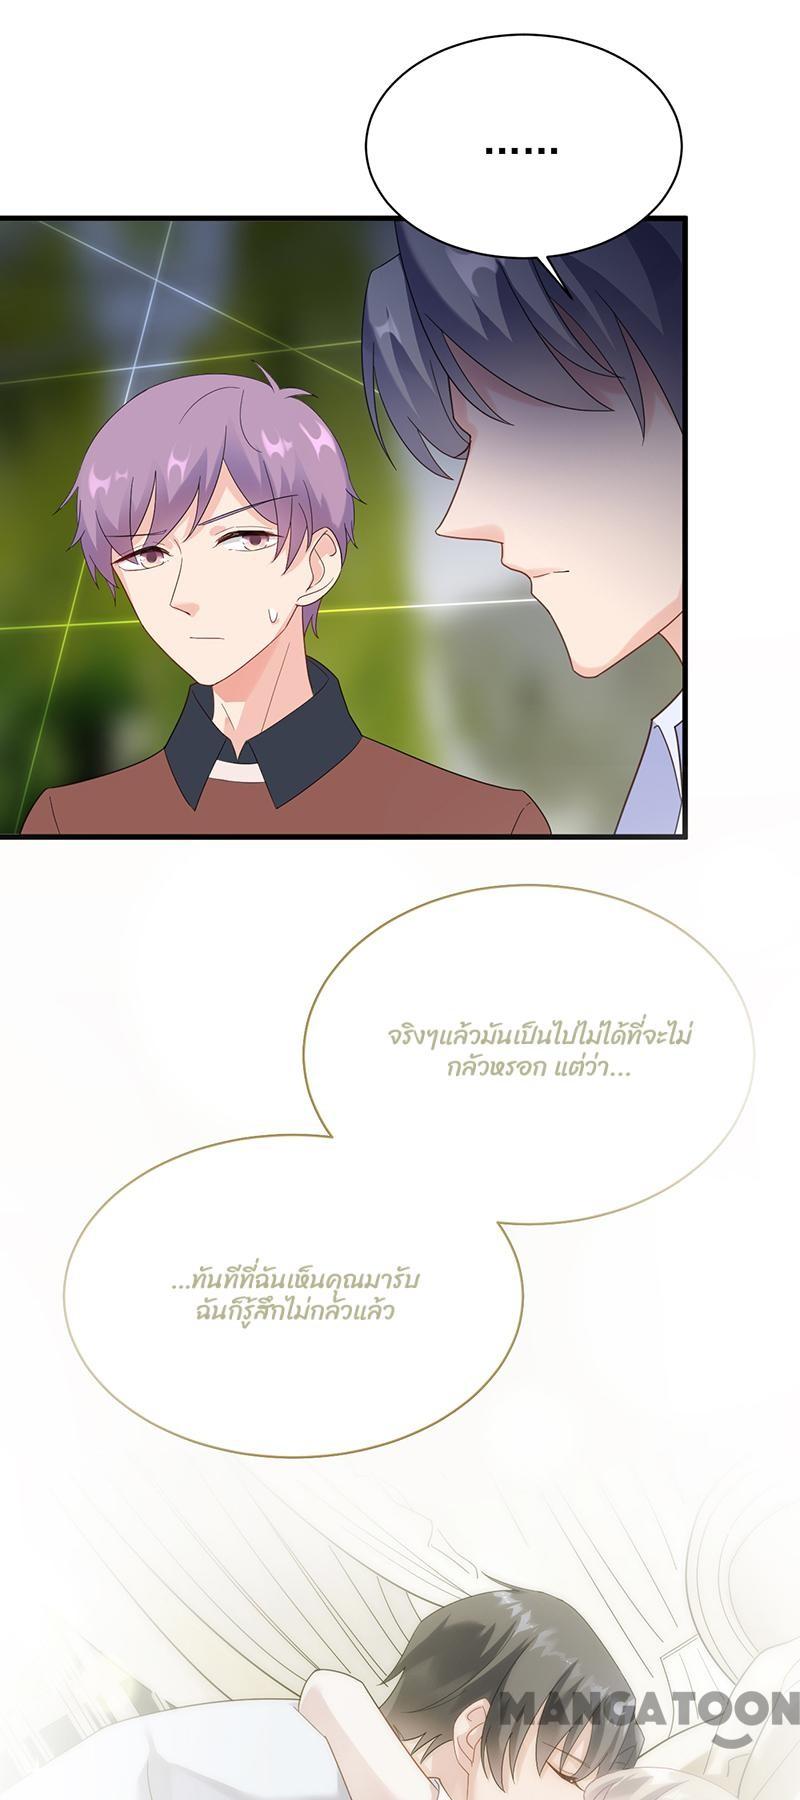 ......
จริงๆแล้วมันเป็นไปไม่ได้ที่จะไม่
กลัวหรอก แต่ว่า...
...ทันทีที่ฉันเห็นคุณมารับ
ฉันก็รู้สึกไม่กลัวแล้ว
MANGATOON